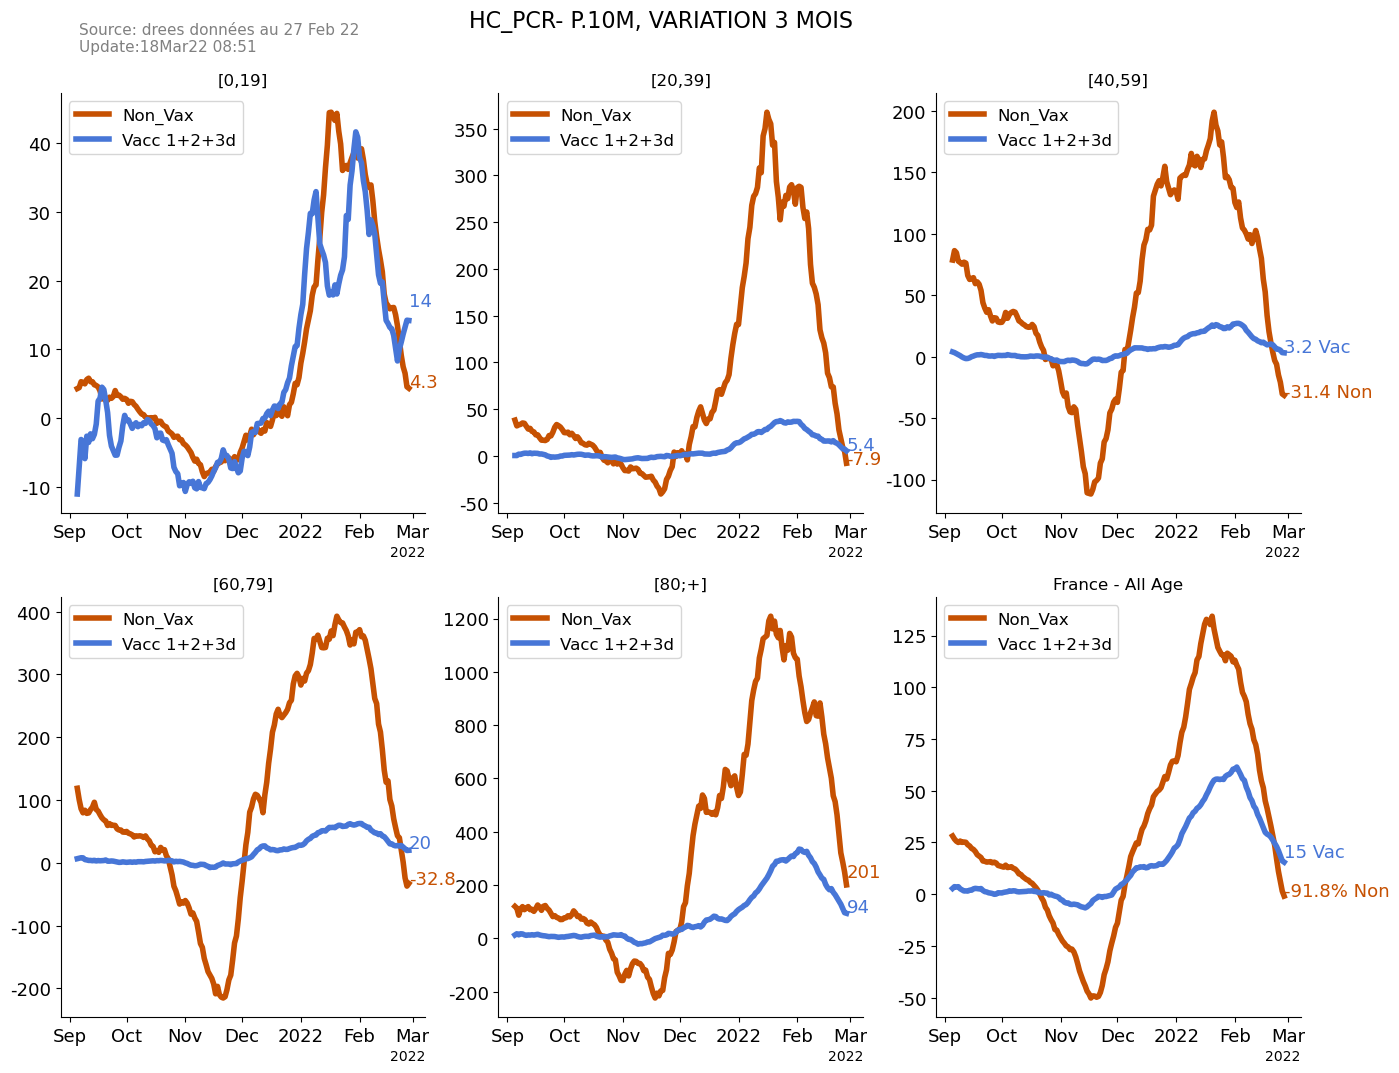 HC_PCR- P.10M, VARIATION 3 MOIS
Source: drees données au 27 Feb 22
Update:18Mar22 08:51
[0,19]
Non_Vax
Vacc 1+2+3d
40
30
20
10
0
-10
14
4.3
Sep Oct Nov Dec 2022 Feb Mar
2022
[20,39]
Non_Vax
Vacc 1+2+3d
350
300
250
200
150
100
50
0
-50
5.4
-7.9
Sep Oct Nov Dec 2022 Feb Mar
2022
[40,59]
Non_Vax
Vacc 1+2+3d
200
150
100
50
0
-50
-100
3.2 Vac
-31.4 Non
Sep Oct Nov Dec 2022 Feb Mar
2022
[60,79]
Non_Vax
Vacc 1+2+3d
400
300
200
100
0
-100
-200
20
-32.8
Sep Oct Nov Dec 2022 Feb Mar
2022
[80;+]
Non_Vax
Vacc 1+2+3d
1200
1000
800
600
400
200
0
-200
201
94
Sep Oct Nov Dec 2022 Feb Mar
2022
France - All Age
Non_Vax
Vacc 1+2+3d
125
100
75
50
25
0
-25
-50
15 Vac
-91.8% Non
Sep Oct Nov Dec 2022 Feb Mar
2022